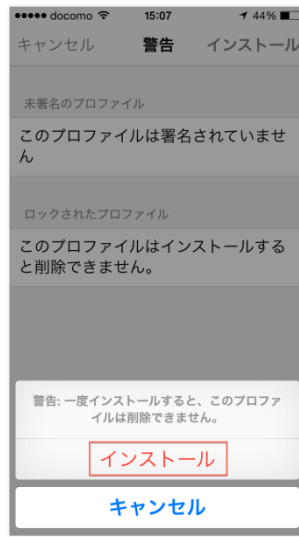 docomo 15:07 44%
キャンセル 警告 インストール
未署名のプロファイル
このプロファイルは署名されていませ
ん
ロックされたプロファイル
このプロファイルはインストールする
と削除できません。
警告: 一度インストールすると、このプロファ
イルは削除できません。
インストール
キャンセル